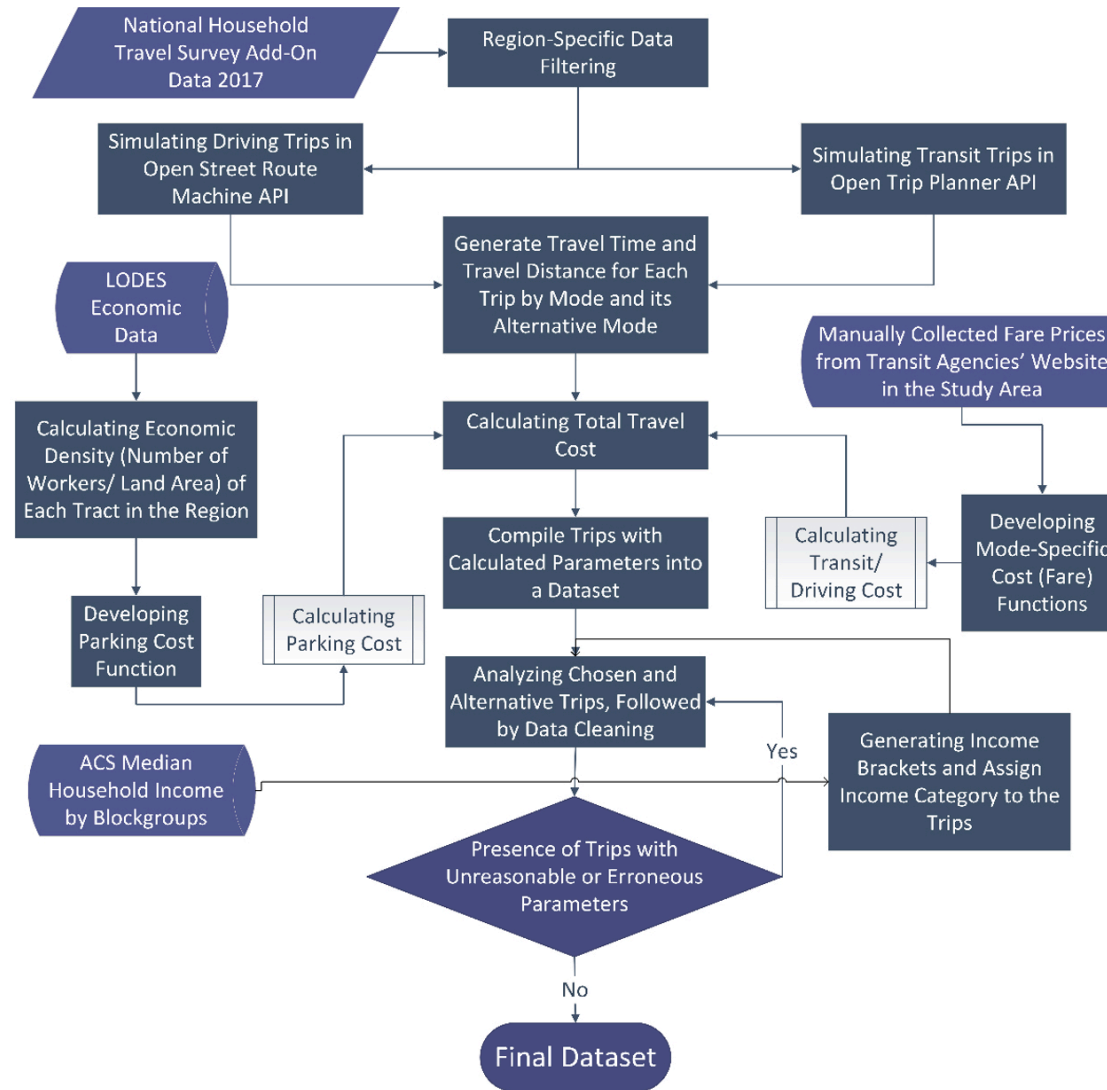 National Household
Travel Survey Add-On
Data 2017
Region-Specific Data
Filtering
Simulating Driving Trips in
Open Street Route
Machine API
Simulating Transit Trips in
Open Trip Planner API
Generate Travel Time and
Travel Distance for Each
Trip by Mode and its
Alternative Mode
LODES
Economic
Data
Manually Collected Fare Prices
from Transit Agencies’ Website
in the Study Area
Calculating Economic
Density (Number of
Workers/ Land Area) of
Each Tract in the Region
Calculating Total Travel
Cost
Developing
Mode-Specific
Cost (Fare)
Functions
Calculating
Transit/
Driving Cost
Compile Trips with
Calculated Parameters into
a Dataset
Developing
Parking Cost
Function
Calculating
Parking Cost
Analyzing Chosen and
Alternative Trips, Followed
by Data Cleaning
Yes
Generating Income
Brackets and Assign
Income Category to the
Trips
ACS Median
Household Income
by Blockgroups
Presence of Trips with
Unreasonable or Erroneous
Parameters
No
Final Dataset